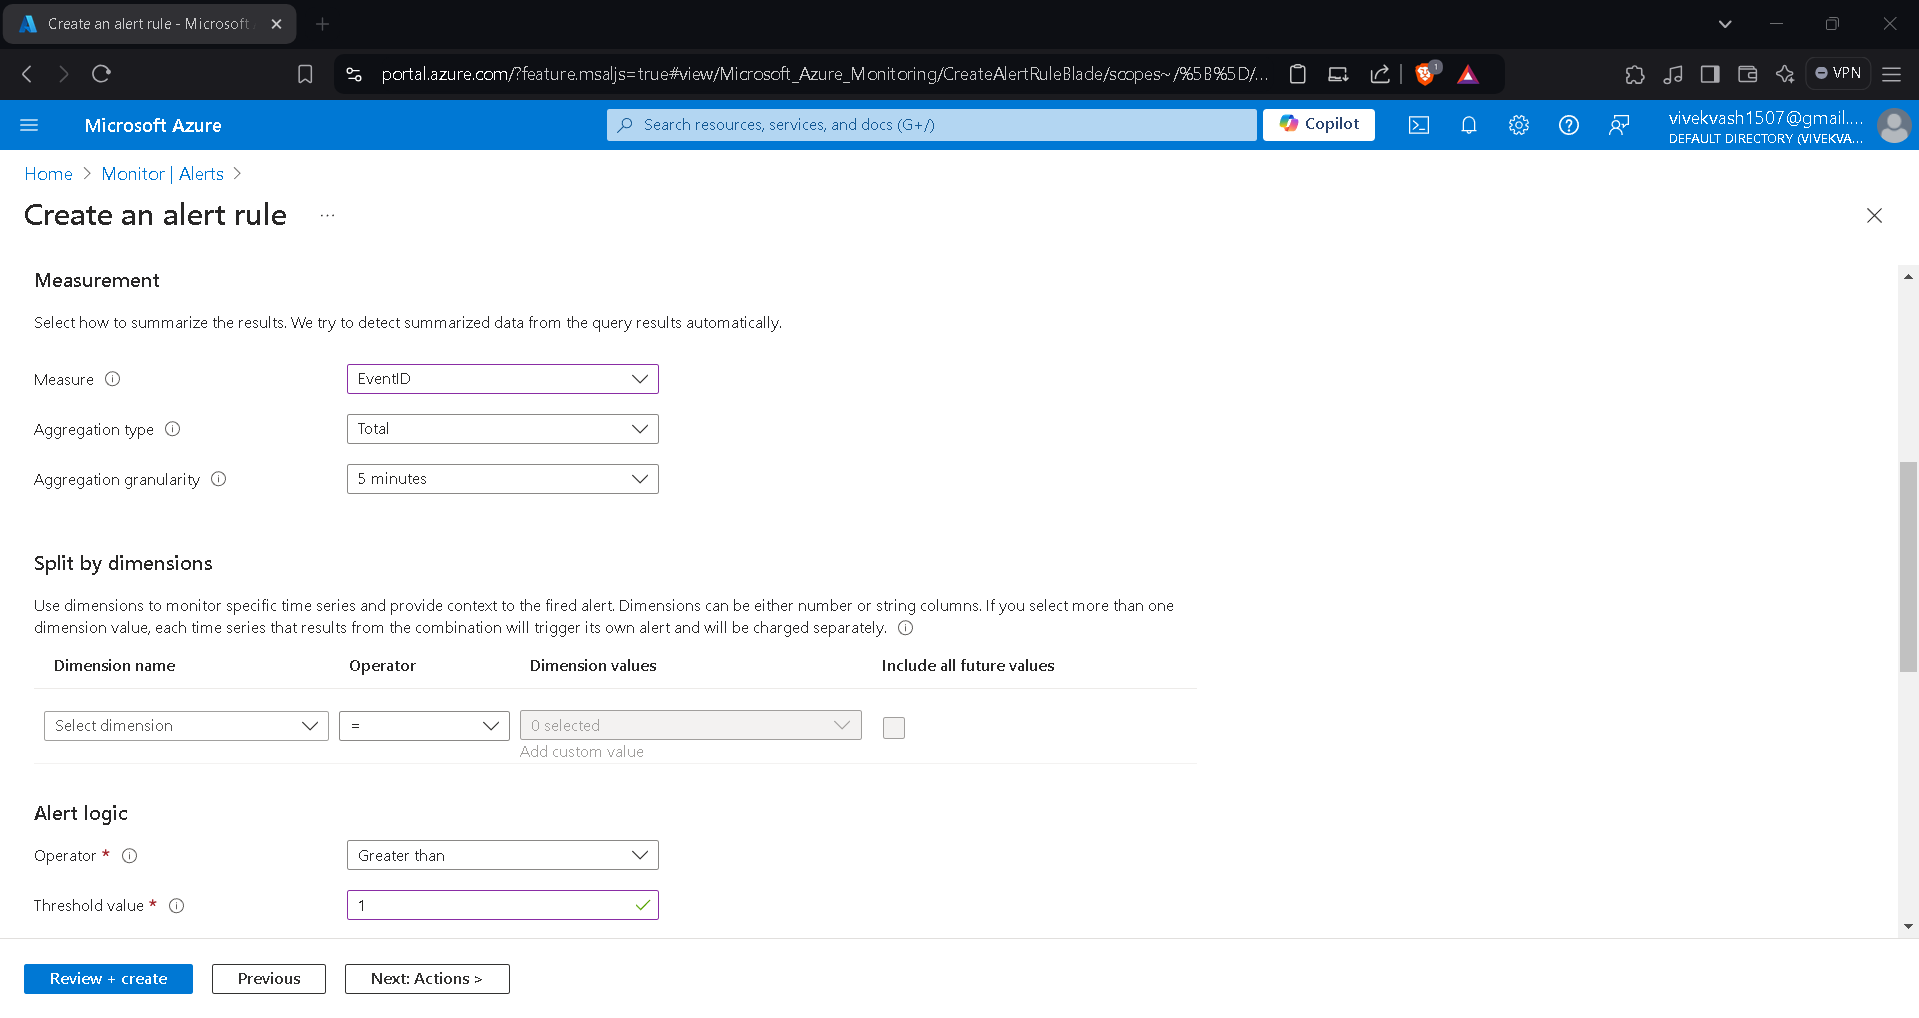 Create an alert rule - Microsoft
portal.azure.com/?feature.msaljs=true#view/Microsoft_Azure_Monitoring/CreateAlertRuleBlade/scopes~/%5B%5D/...
1
VPN
Microsoft Azure
Search resources, services, and docs (G+/)
Copilot
vivekvash1507@gmail....
DEFAULT DIRECTORY (VIVEKVA...
Home > Monitor | Alerts >
Create an alert rule ...
Measurement
Select how to summarize the results. We try to detect summarized data from the query results automatically.
Measure EventID
Aggregation type Total
Aggregation granularity 5 minutes
Split by dimensions
Use dimensions to monitor specific time series and provide context to the fired alert. Dimensions can be either number or string columns. If you select more than one
dimension value, each time series that results from the combination will trigger its own alert and will be charged separately.
Dimension name Operator Dimension values Include all future values
Select dimension = 0 selected
Add custom value
Alert logic
Operator * Greater than
Threshold value * 1
Review + create Previous Next: Actions >